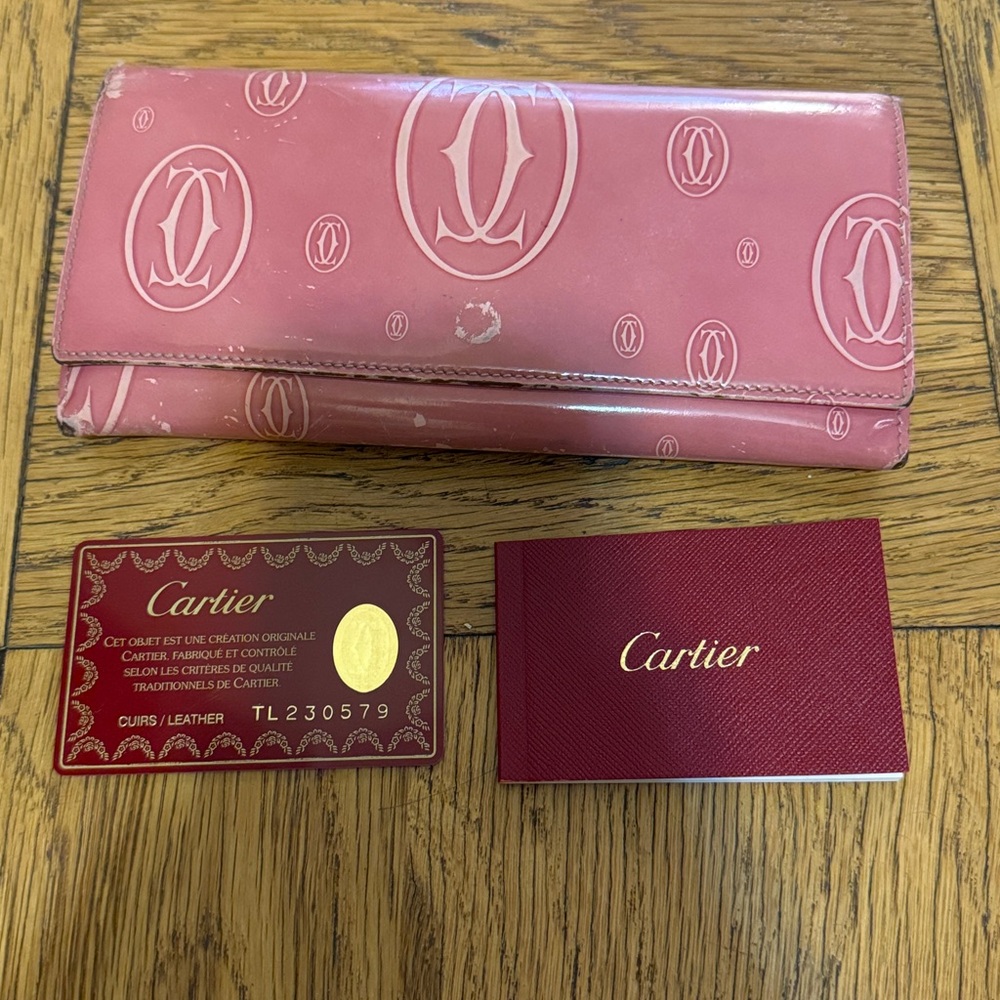 Cartier
CET OBJET EST UNE CRÉATION ORIGINALE
CARTIER, FABRIQUÉ ET CONTRÔLÉ
SELON LES CRITÈRES DE QUALITÉ
TRADITIONNELS DE CARTIER.
CUIRS / LEATHER TL230579
Cartier